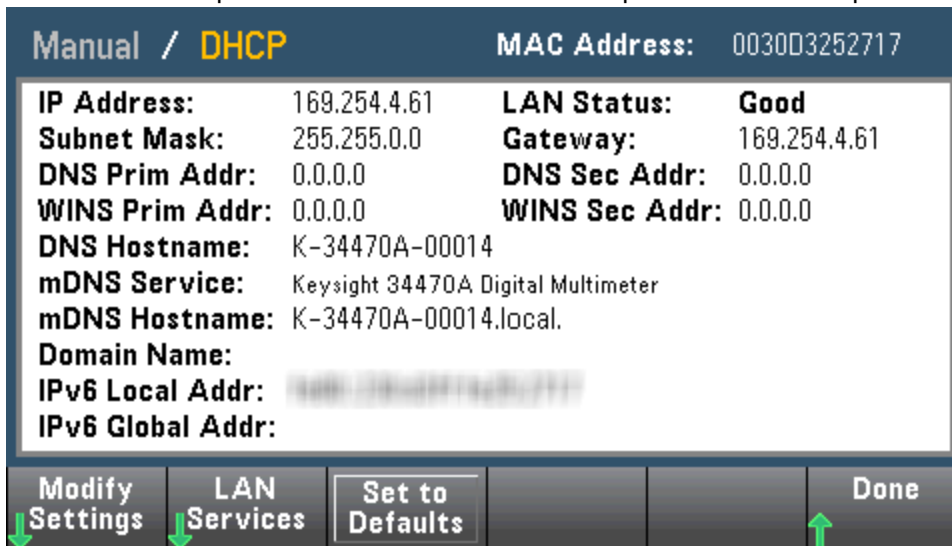 Manual / DHCP MAC Address: 0030D3252717
IP Address: 169.254.4.61 LAN Status: Good
Subnet Mask: 255.255.0.0 Gateway: 169.254.4.61
DNS Prim Addr: 0.0.0.0 DNS Sec Addr: 0.0.0.0
WINS Prim Addr: 0.0.0.0 WINS Sec Addr: 0.0.0.0
DNS Hostname: K-34470A-00014
mDNS Service: Keysight 34470A Digital Multimeter
mDNS Hostname: K-34470A-00014.local.
Domain Name:
IPv6 Local Addr:
IPv6 Global Addr:
Modify LAN Set to Done
Settings Services Defaults